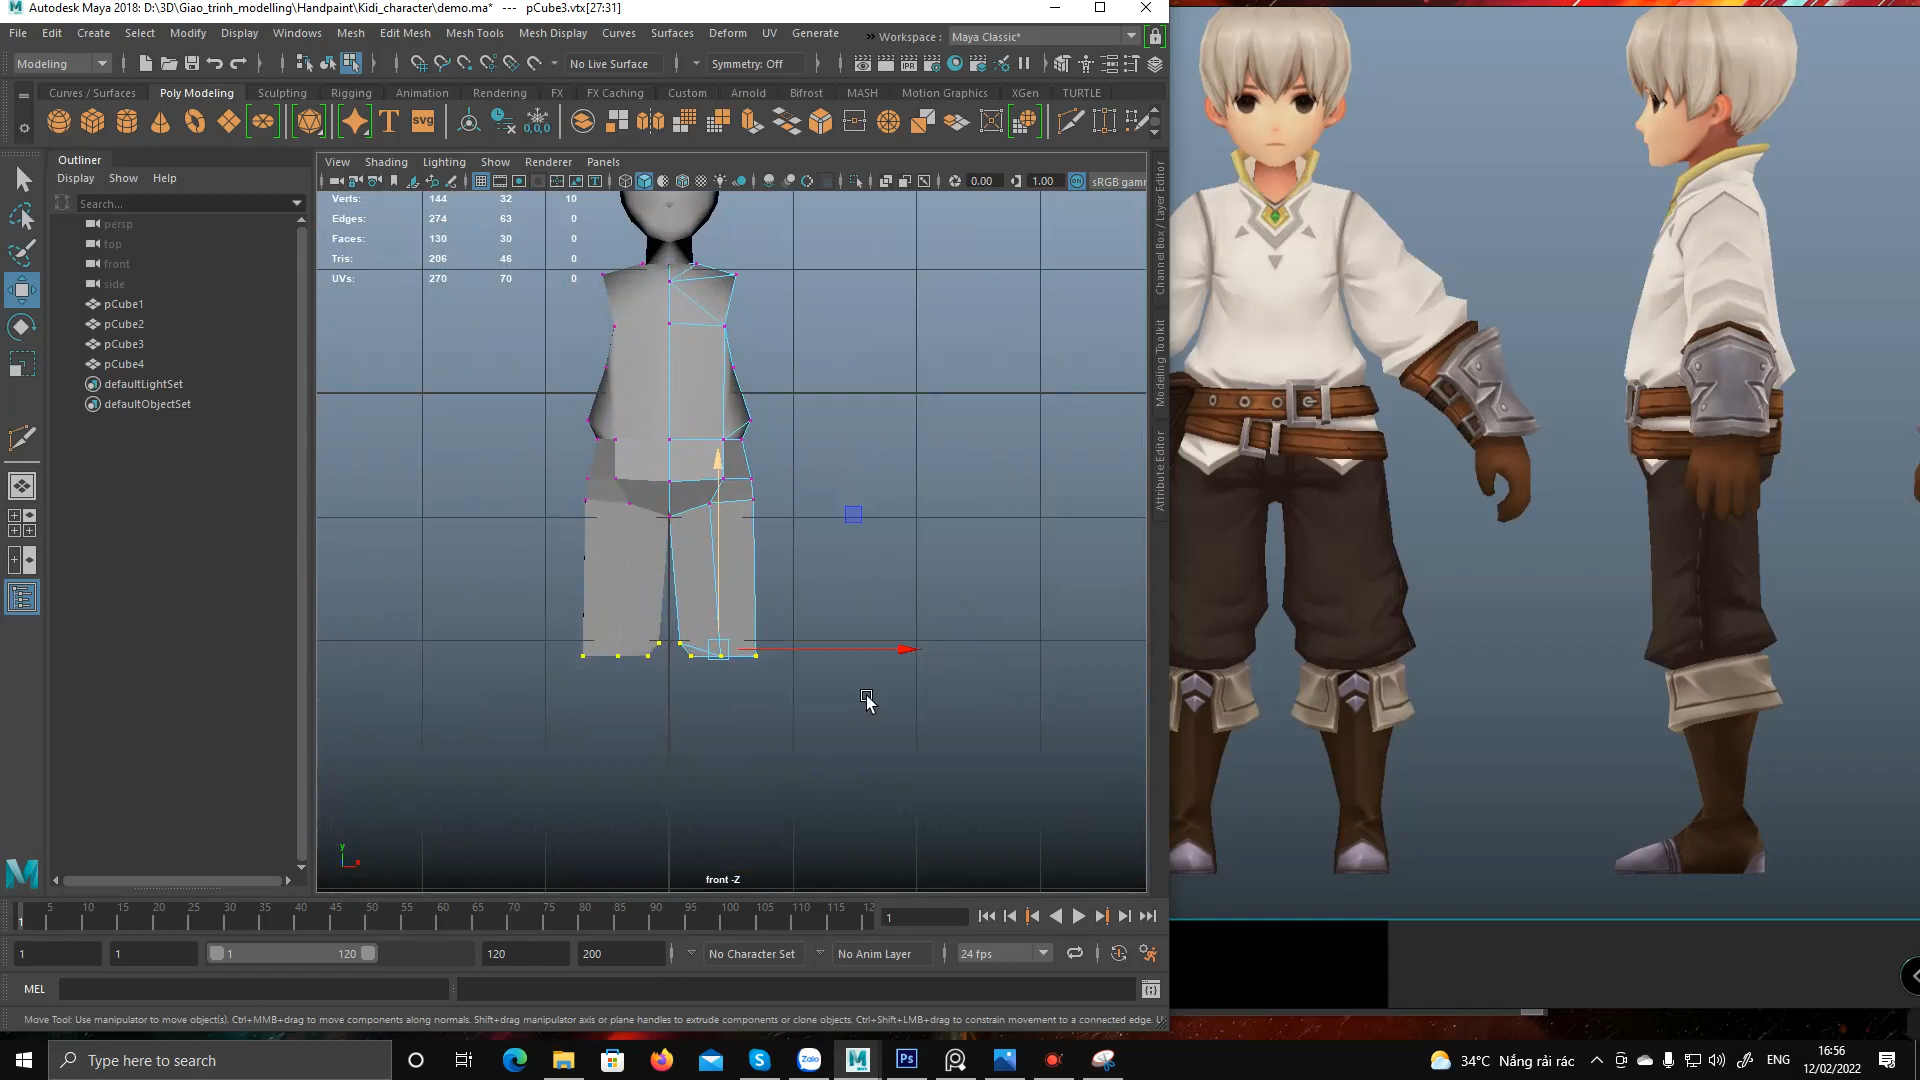 Autodesk Maya 2018: D:\3D\Giao_trinh_modelling\Handpaint\Kidi_character\demo.ma* --- pCube3.vtx[27:31]
File Edit Create Select Modify Display Windows Mesh Edit Mesh Mesh Tools Mesh Display Curves Surfaces Deform UV Generate » Workspace : Maya Classic*
Modeling No Live Surface Symmetry: Off
Curves / Surfaces Poly Modeling Sculpting Rigging Animation Rendering FX FX Caching Custom Arnold Bifrost MASH Motion Graphics XGen TURTLE
T svg 0,0,0
Outliner
Display Show Help
Search...
persp
top
front
side
pCube1
pCube2
pCube3
pCube4
defaultLightSet
defaultObjectSet
View Shading Lighting Show Renderer Panels
0.00 1.00 sRGB gamm
Verts: 144 32 10
Edges: 274 63 0
Faces: 130 30 0
Tris: 206 46 0
UVs: 270 70 0
y
x
front -Z
Channel Box / Layer Editor
Modeling Toolkit
Attribute Editor
1 5 10 15 20 25 30 35 40 45 50 55 60 65 70 75 80 85 90 95 100 105 110 115 12 1
1 1 1 120 120 200 No Character Set No Anim Layer 24 fps
MEL
Move Tool: Use manipulator to move object(s). Ctrl+MMB+drag to move components along normals. Shift+drag manipulator axis or plane handles to extrude components or clone objects. Ctrl+Shift+LMB+drag to constrain movement to a connected edge. U
Type here to search
Zalo
Ps
34°C Nắng rải rác ENG
16:56
12/02/2022